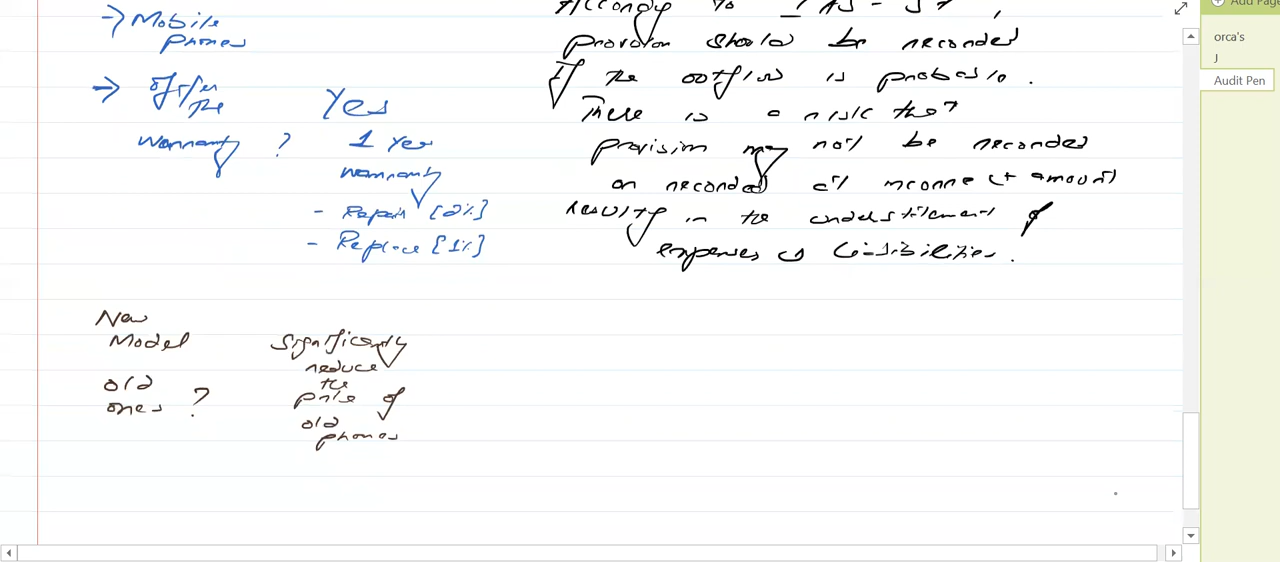 → Mobile
phones
→ offer
the
warranty ?
Yes
1 Year
warranty
- Repair [2%]
- Replace [1%]
According to IAS-37,
provision should be recorded
If the outflow is probable.
There is a risk that
provision may not be recorded
or recorded at incorrect amount
resulting in the understatement of
expenses & Liabilities.
New
Model
old
ones ?
Significantly
reduce
the
price of
old
phones
Add Page
orca's
J
Audit Pen